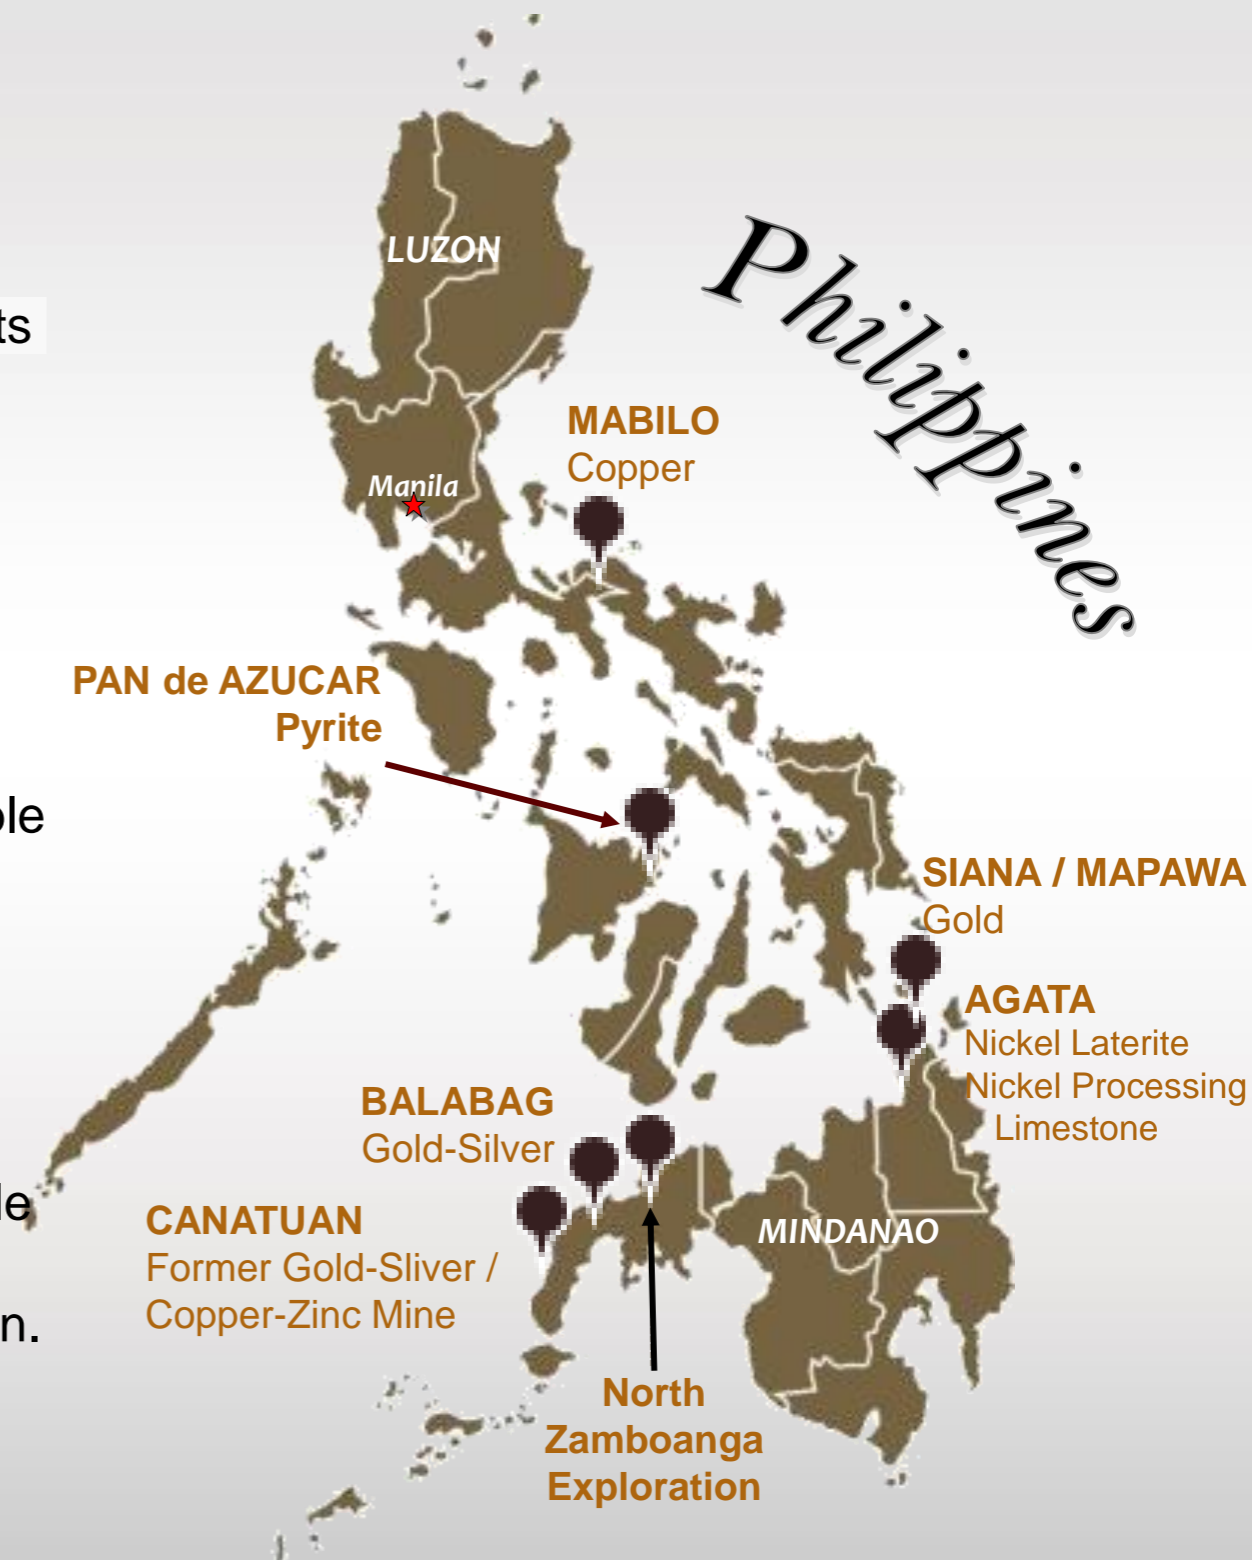 LUZON
Philippines
ts
MABILO
Copper
Manila
PAN de AZUCAR
Pyrite
ole
SIANA / MAPAWA
Gold
AGATA
Nickel Laterite
Nickel Processing
Limestone
BALABAG
Gold-Silver
le
CANATUAN
Former Gold-Sliver /
Copper-Zinc Mine
MINDANAO
n.
North
Zamboanga
Exploration